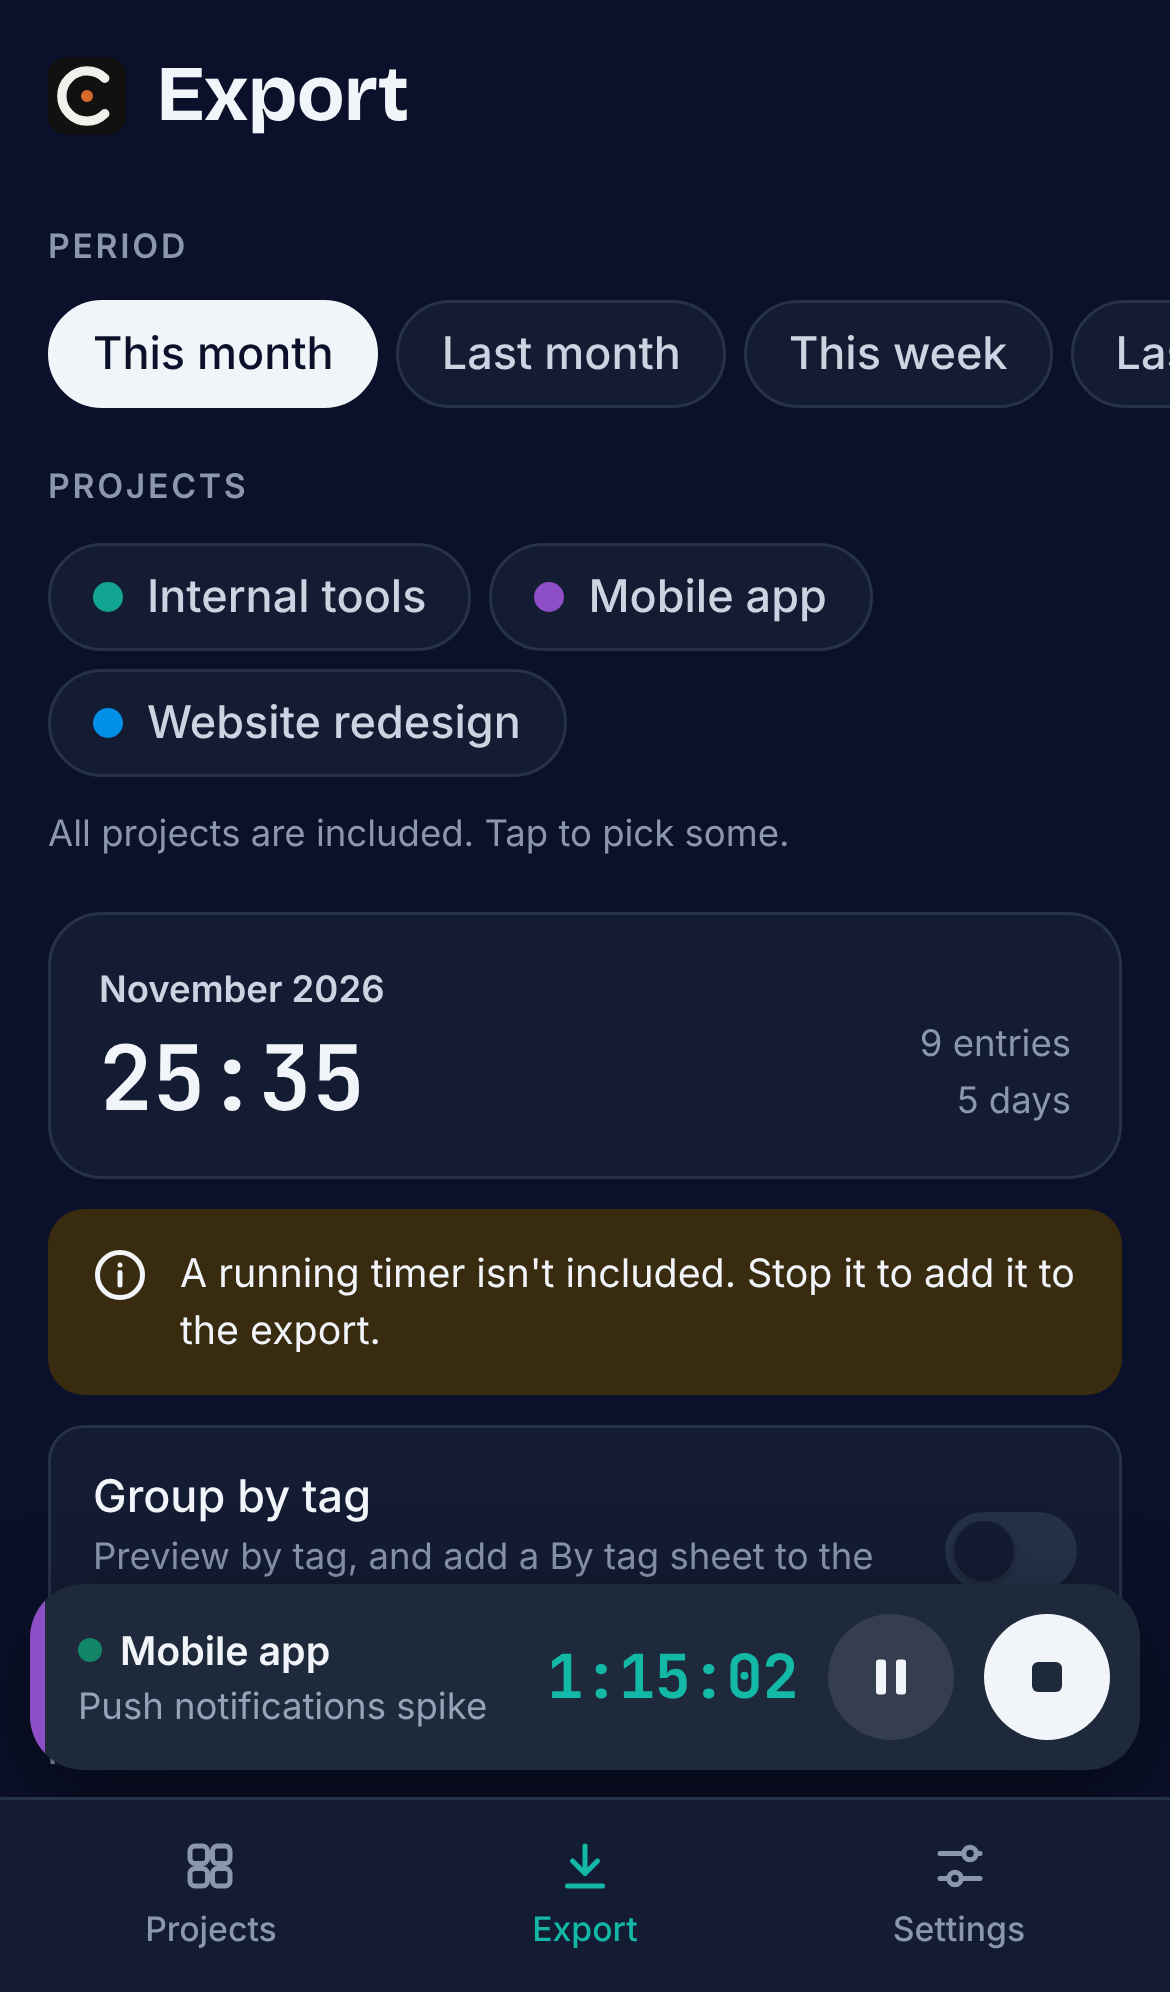 Export
PERIOD
This month
Last month
This week
PROJECTS
Internal tools
Mobile app
Website redesign
All projects are included. Tap to pick some.
November 2026
25:35
9 entries
5 days
A running timer isn't included. Stop it to add it to
the export.
Group by tag
Preview by tag, and add a By tag sheet to the
Mobile app
Push notifications spike
1:15:02
Projects
Export
Settings